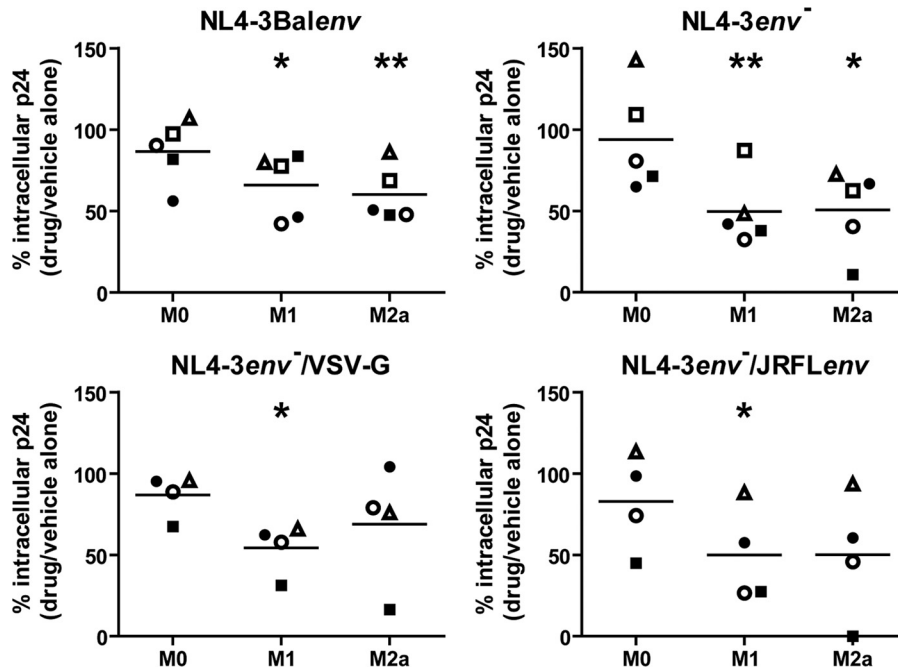 NL4-3Balenv
% intracellular p24
(drug/vehicle alone)
150
100
50
0
*
**
M0
M1
M2a
NL4-3env⁻
% intracellular p24
(drug/vehicle alone)
150
100
50
0
**
*
M0
M1
M2a
NL4-3env⁻/VSV-G
% intracellular p24
(drug/vehicle alone)
150
100
50
0
*
M0
M1
M2a
NL4-3env⁻/JRFLenv
% intracellular p24
(drug/vehicle alone)
150
100
50
0
*
M0
M1
M2a